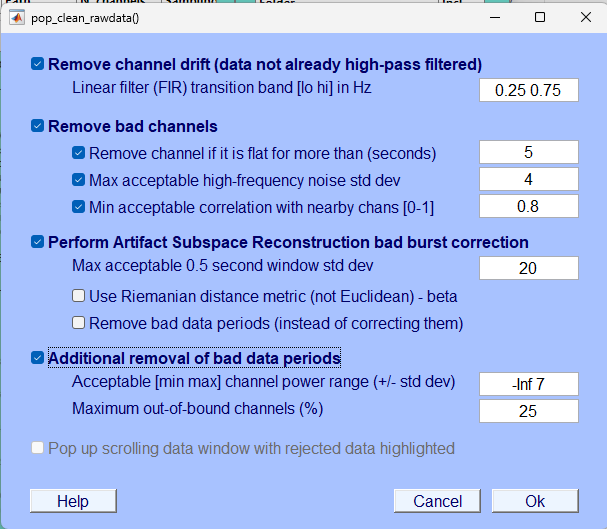 pop_clean_rawdata()
Remove channel drift (data not already high-pass filtered)
Linear filter (FIR) transition band [lo hi] in Hz 0.25 0.75
Remove bad channels
Remove channel if it is flat for more than (seconds) 5
Max acceptable high-frequency noise std dev 4
Min acceptable correlation with nearby chans [0-1] 0.8
Perform Artifact Subspace Reconstruction bad burst correction
Max acceptable 0.5 second window std dev 20
Use Riemanian distance metric (not Euclidean) - beta
Remove bad data periods (instead of correcting them)
Additional removal of bad data periods
Acceptable [min max] channel power range (+/- std dev) -Inf 7
Maximum out-of-bound channels (%) 25
Pop up scrolling data window with rejected data highlighted
Help Cancel Ok